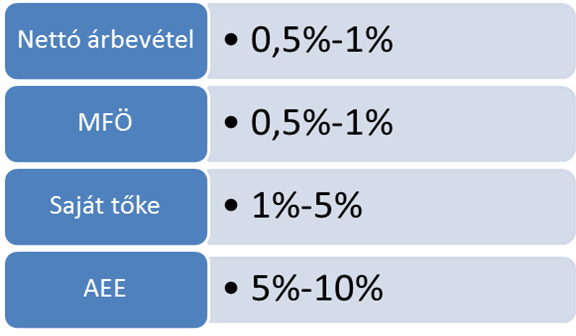 Nettó árbevétel • 0,5%-1%
MFÖ • 0,5%-1%
Saját tőke • 1%-5%
AEE • 5%-10%